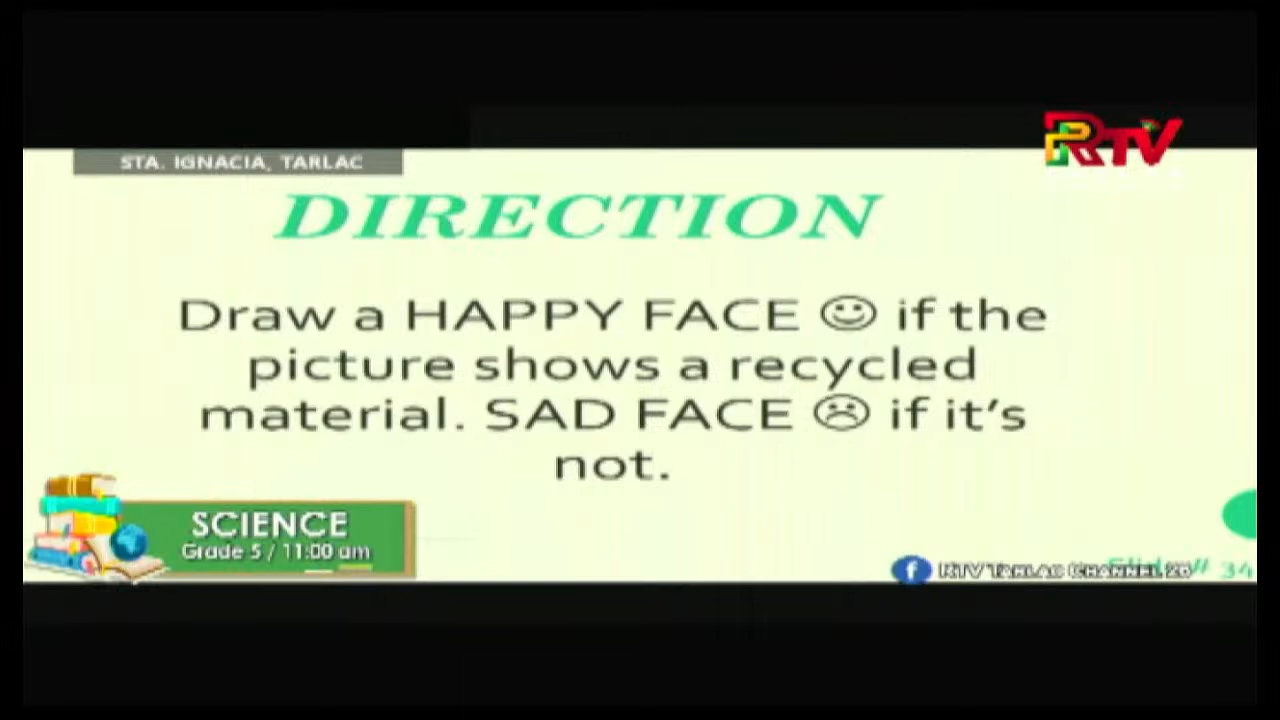 STA. IGNACIA, TARLAC
RTV
DIRECTION
Draw a HAPPY FACE ☺ if the
picture shows a recycled
material. SAD FACE ☹ if it's
not.
SCIENCE
Grade 5 / 11:00 am
RTV TARLAC CHANNEL 26
34